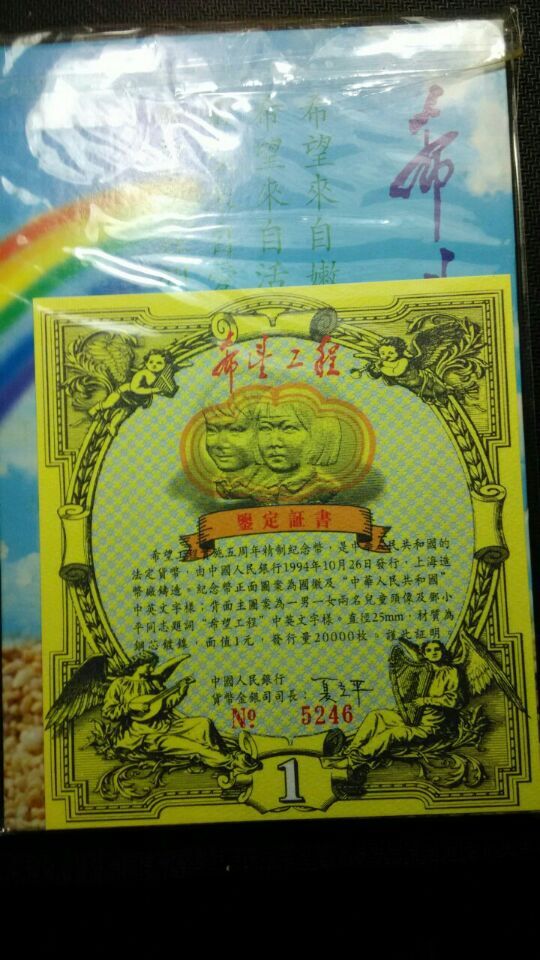 希
希望來自嫩
希望來自活
希望工程
鑒定証書
希望工 施五周年精制紀念幣，是中 人民共和國的
法定貨幣，由中國人民銀行1994年10月26日發行，上海造
幣廠鑄造。紀念幣正面圖案為國徽及“中華人民共和國”
中英文字樣；背面主圖案為一男一女兩名兒童頭像及鄧小
平同志題詞“希望工程”中英文字樣。直徑25mm，材質為
鋼芯鍍鎳，面值1元，發行量20000枚。謹此証明
中國人民銀行
貨幣金銀司司長：
№ 5246
1